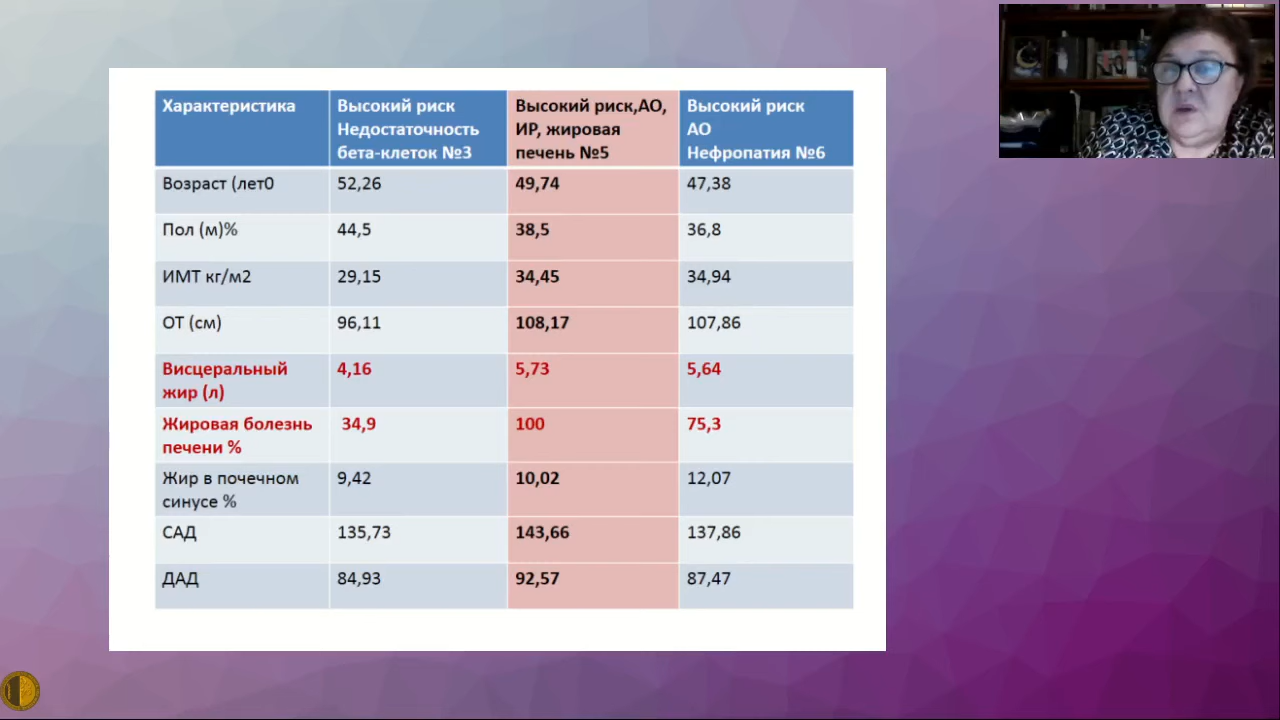 Характеристика
Высокий риск
Недостаточность
бета-клеток №3
Высокий риск,АО,
ИР, жировая
печень №5
Высокий риск
АО
Нефропатия №6
Возраст (лет0
52,26
49,74
47,38
Пол (м)%
44,5
38,5
36,8
ИМТ кг/м2
29,15
34,45
34,94
ОТ (см)
96,11
108,17
107,86
Висцеральный
жир (л)
4,16
5,73
5,64
Жировая болезнь
печени %
34,9
100
75,3
Жир в почечном
синусе %
9,42
10,02
12,07
САД
135,73
143,66
137,86
ДАД
84,93
92,57
87,47